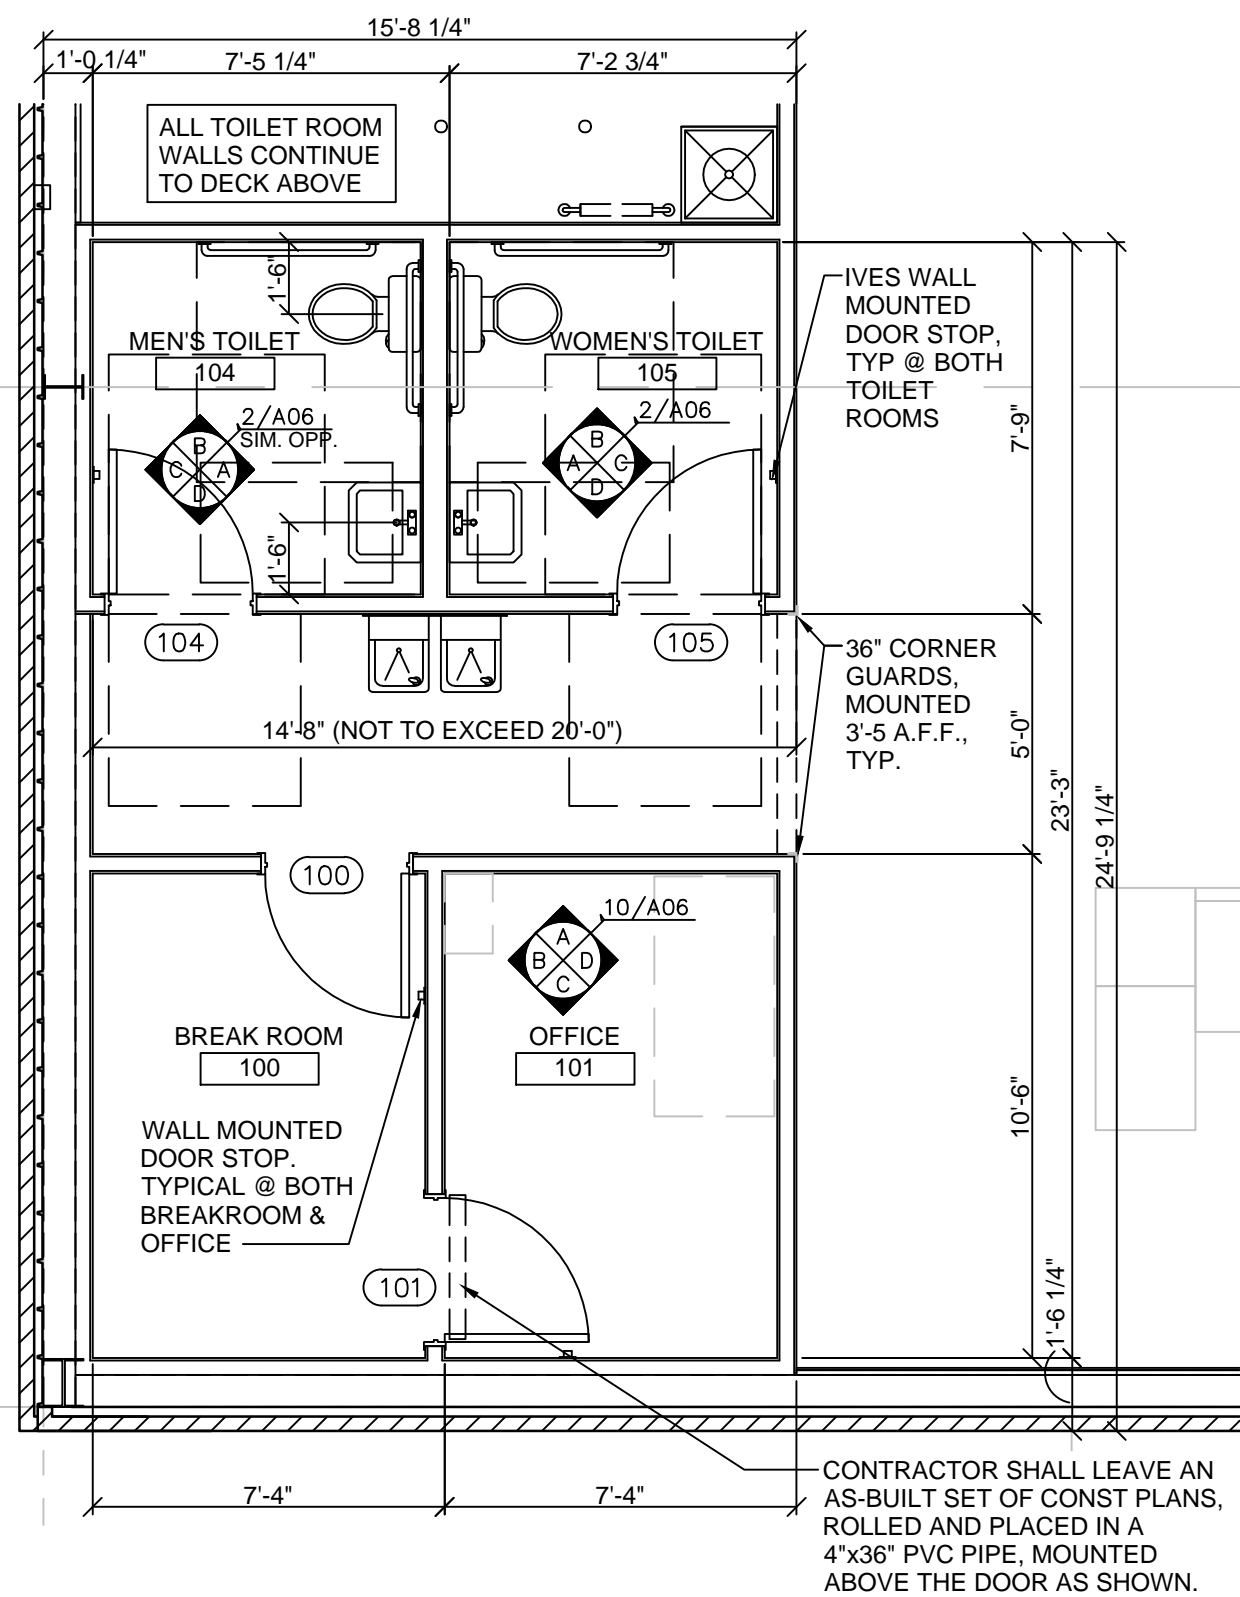 15'-8 1/4"
1'-0 1/4"
7'-5 1/4"
7'-2 3/4"
ALL TOILET ROOM
WALLS CONTINUE
TO DECK ABOVE
1'-6"
IVES WALL
MOUNTED
DOOR STOP,
TYP @ BOTH
TOILET
ROOMS
MEN'S TOILET
104
WOMEN'S TOILET
105
2/A06
SIM. OPP.
B
C A
D
2/A06
B
A C
D
7'-9"
1'-6"
104
105
36" CORNER
GUARDS,
MOUNTED
3'-5 A.F.F.,
TYP.
14'-8" (NOT TO EXCEED 20'-0")
5'-0"
23'-3"
24'-9 1/4"
100
10/A06
A
B D
C
BREAK ROOM
100
OFFICE
101
10'-6"
WALL MOUNTED
DOOR STOP.
TYPICAL @ BOTH
BREAKROOM &
OFFICE
101
1'-6 1/4"
CONTRACTOR SHALL LEAVE AN
AS-BUILT SET OF CONST PLANS,
ROLLED AND PLACED IN A
4"x36" PVC PIPE, MOUNTED
ABOVE THE DOOR AS SHOWN.
7'-4"
7'-4"